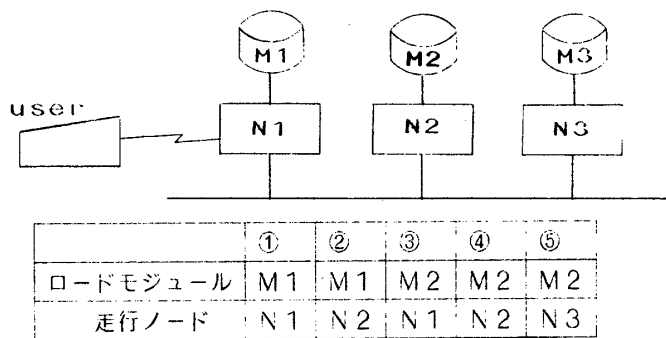 M1 M2 M3
user
N1 N2 N3
① ② ③ ④ ⑤
ロードモジュール M1 M1 M2 M2 M2
走行ノード N1 N2 N1 N2 N3